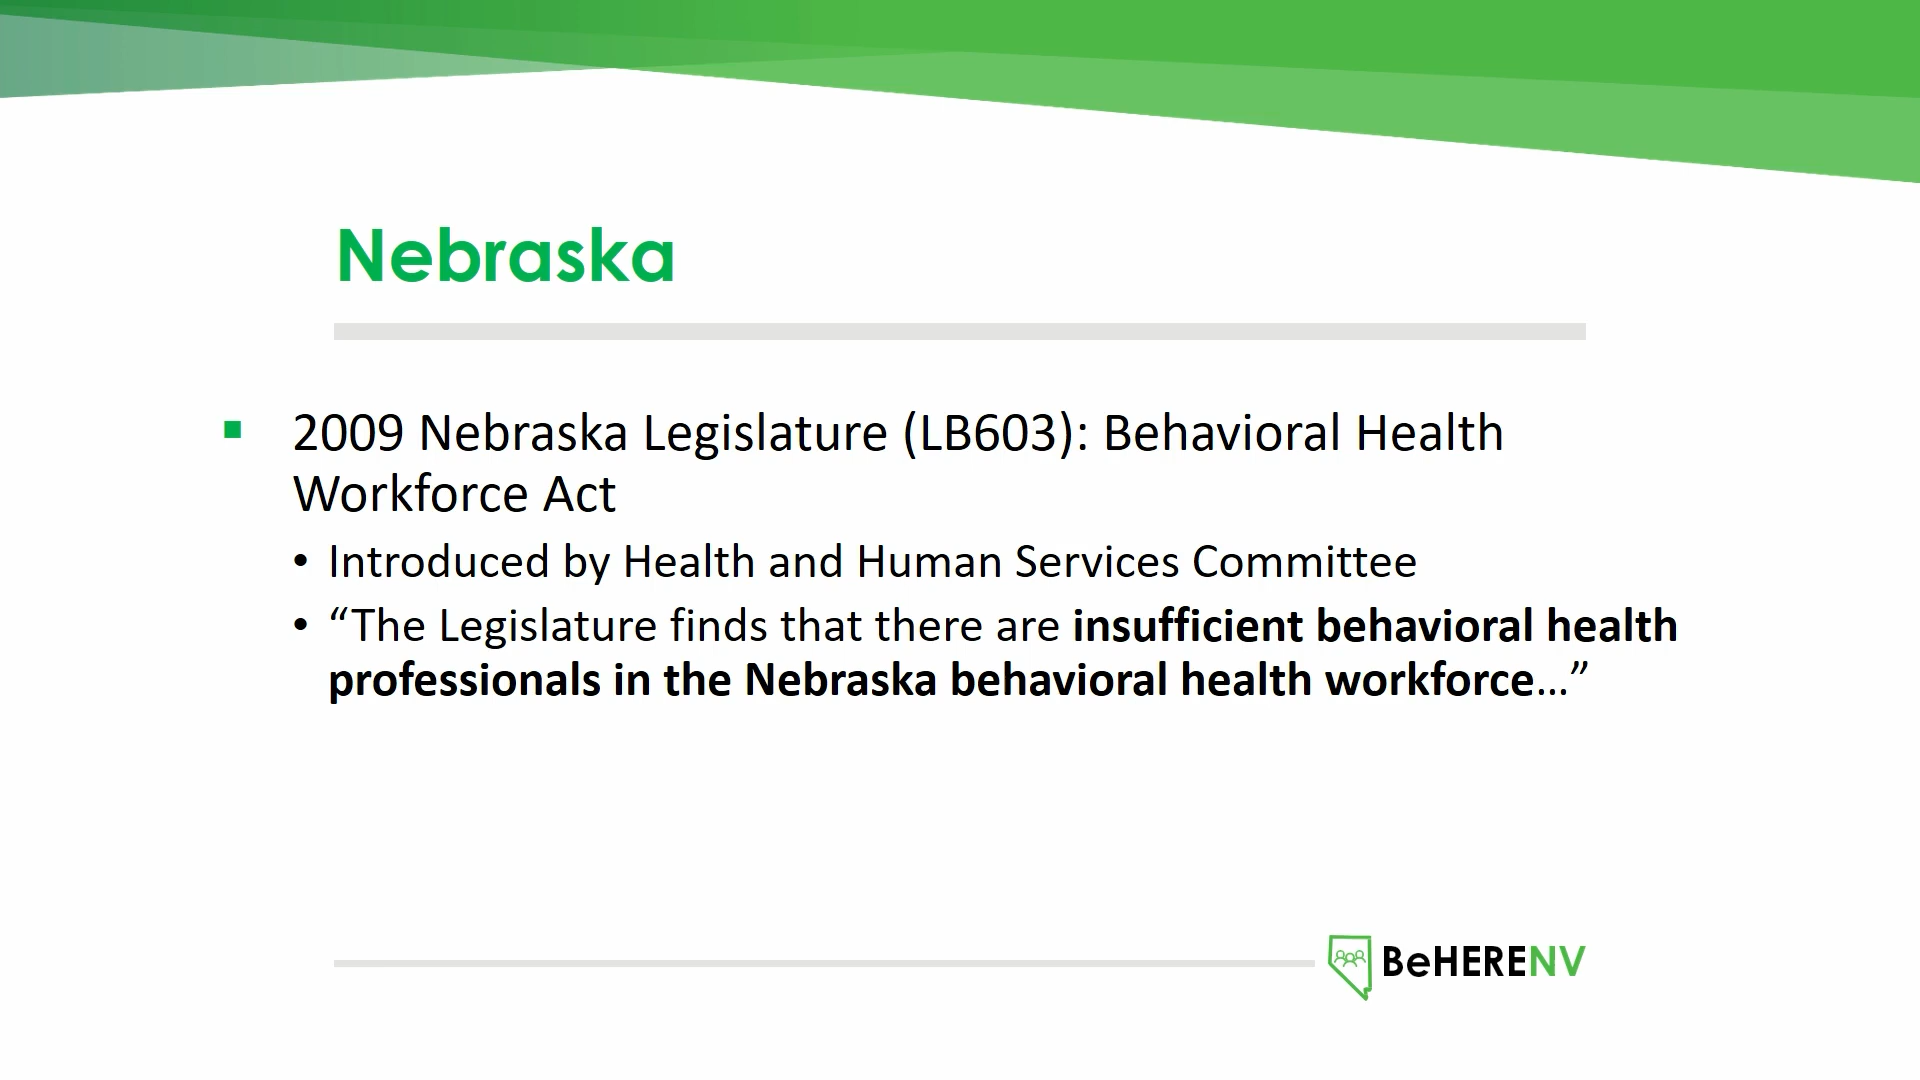 Nebraska
2009 Nebraska Legislature (LB603): Behavioral Health
Workforce Act
• Introduced by Health and Human Services Committee
• “The Legislature finds that there are insufficient behavioral health
professionals in the Nebraska behavioral health workforce…”
BeHERENV